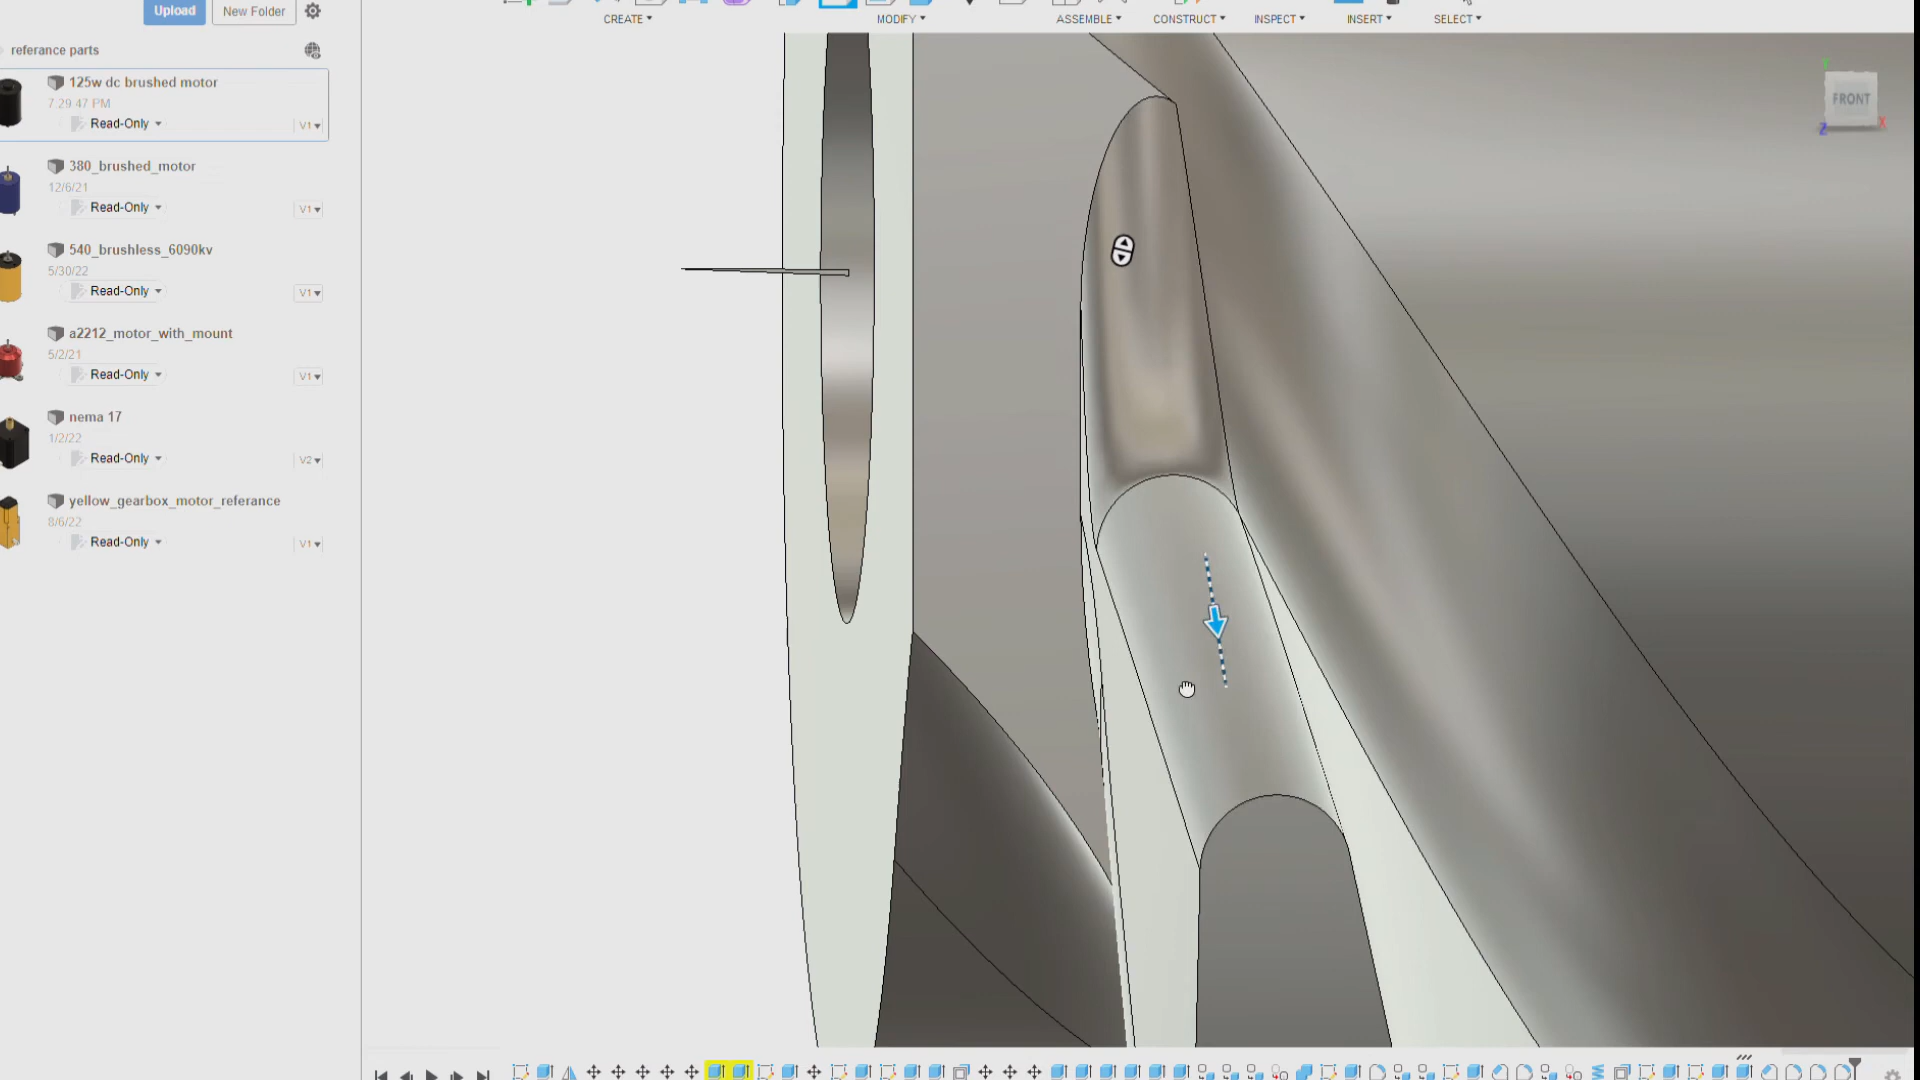 Upload New Folder
CREATE MODIFY ASSEMBLE CONSTRUCT INSPECT INSERT SELECT
referance parts
125w dc brushed motor
7:29:47 PM
Read-Only V1
380_brushed_motor
12/6/21
Read-Only V1
540_brushless_6090kv
5/30/22
Read-Only V1
a2212_motor_with_mount
5/2/21
Read-Only V1
nema 17
1/2/22
Read-Only V2
yellow_gearbox_motor_referance
8/6/22
Read-Only V1
Y
FRONT
Z X